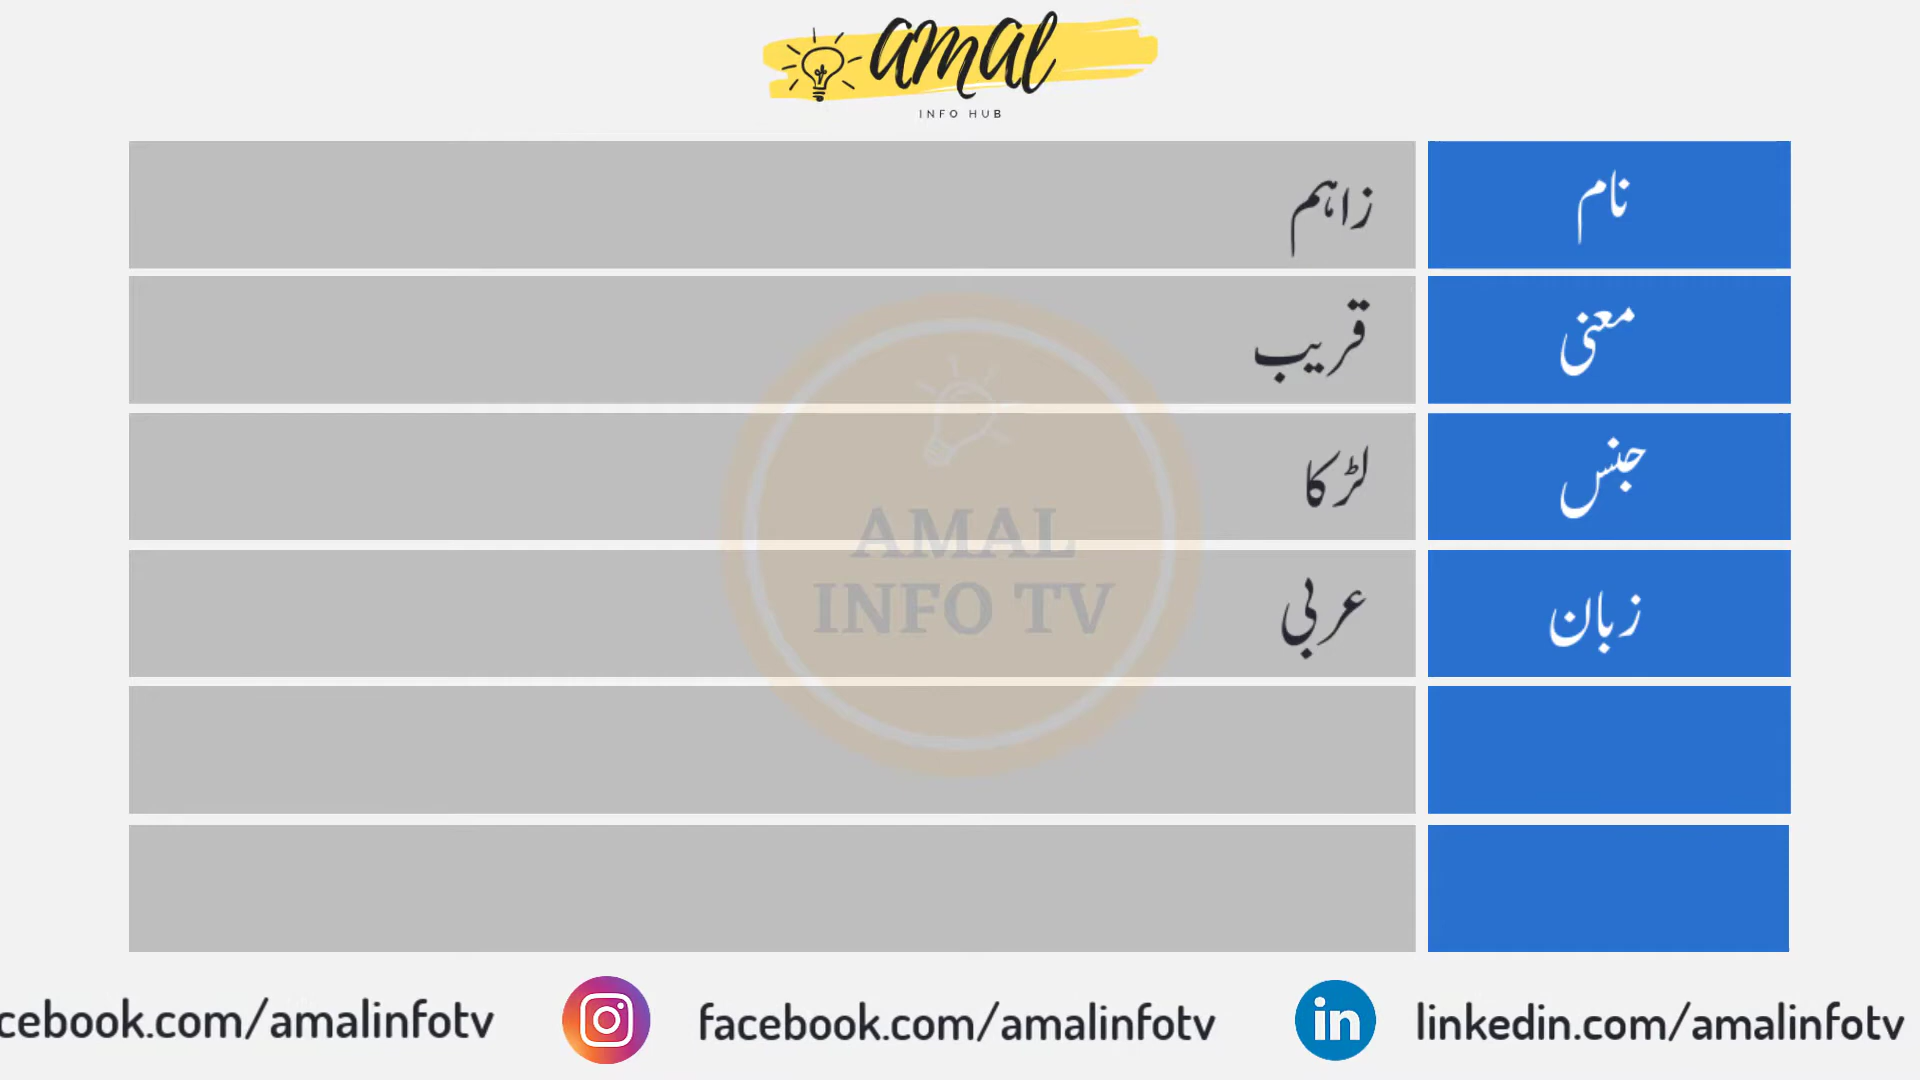 amal
INFO HUB
نام زاہم
معنی قریب
جنس لڑکا
زبان عربی
AMAL
INFO TV
cebook.com/amalinfotv facebook.com/amalinfotv in linkedin.com/amalinfotv